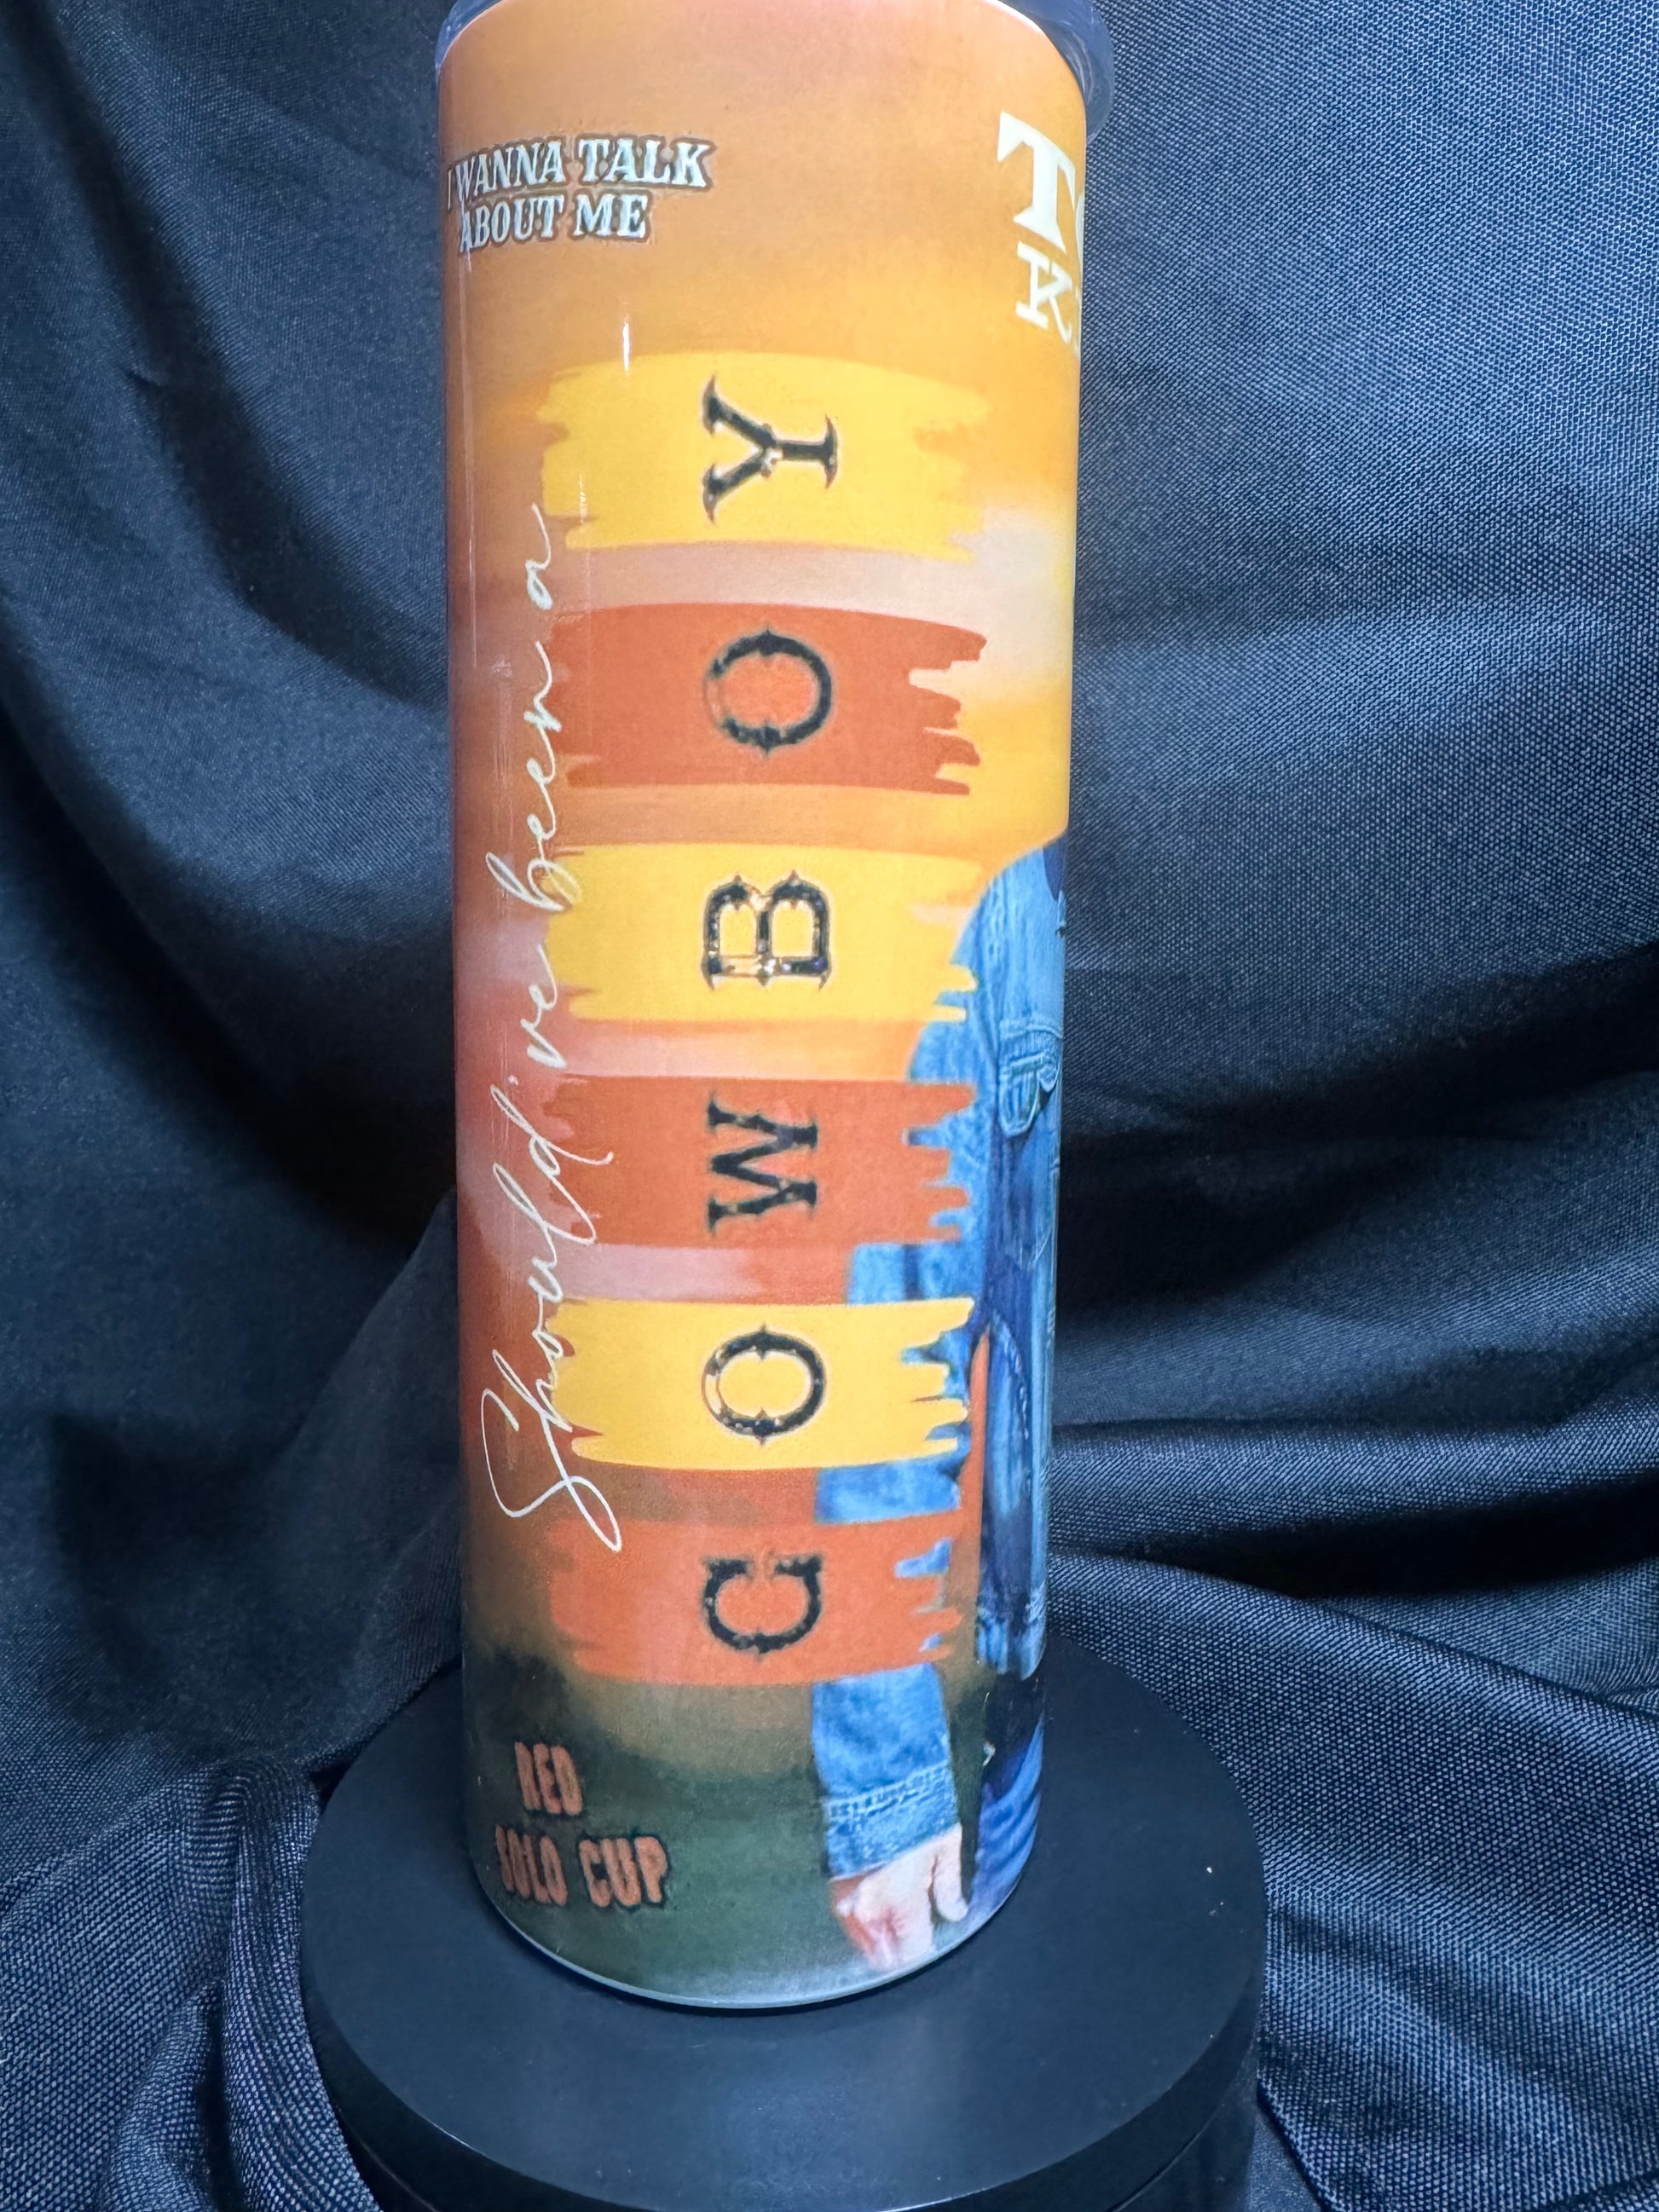 I WANNA TALK
ABOUT ME
Should've been a
COWBOY
RED
SOLO CUP